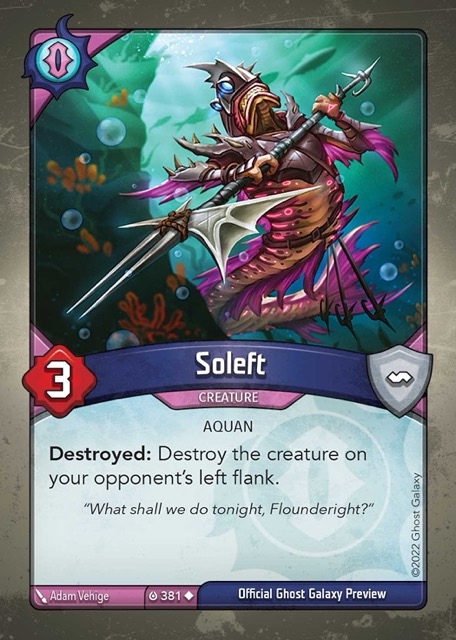 Soleft
3
CREATURE
AQUAN
Destroyed: Destroy the creature on
your opponent's left flank.
"What shall we do tonight, Flounderight?"
©2022 Ghost Galaxy
Adam Vehige
381
Official Ghost Galaxy Preview